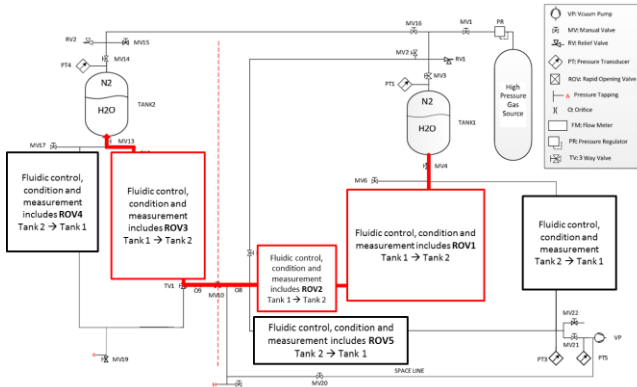 MV16
MV1
PR
RV2
MV15
MV14
PT4
N2
H2O
TANK2
MV13
MV2
RV1
MV3
PT1
N2
H2O
TANK1
MV4
High
Pressure
Gas
Source
VP: Vacuum Pump
MV: Manual Valve
RV: Relief Valve
PT: Pressure Transducer
ROV: Rapid Opening Valve
A Pressure Tapping
O: Orifice
FM: Flow Meter
PR: Pressure Regulator
TV: 3 Way Valve
MV17
MV6
Fluidic control,
condition and
measurement
includes ROV4
Tank 2 → Tank 1
Fluidic control,
condition and
measurement
includes ROV3
Tank 1 → Tank 2
Fluidic control, condition and
measurement includes ROV1
Tank 1 → Tank 2
Fluidic control,
condition and
measurement
Tank 2 → Tank 1
Fluidic control,
condition and
measurement
includes ROV2
Tank 1 → Tank 2
TV1
O9
MV10
O8
Fluidic control, condition and
measurement includes ROV5
Tank 2 → Tank 1
MV22
MV21
VP
PT3
PT5
MV19
SPACE LINE
MV20